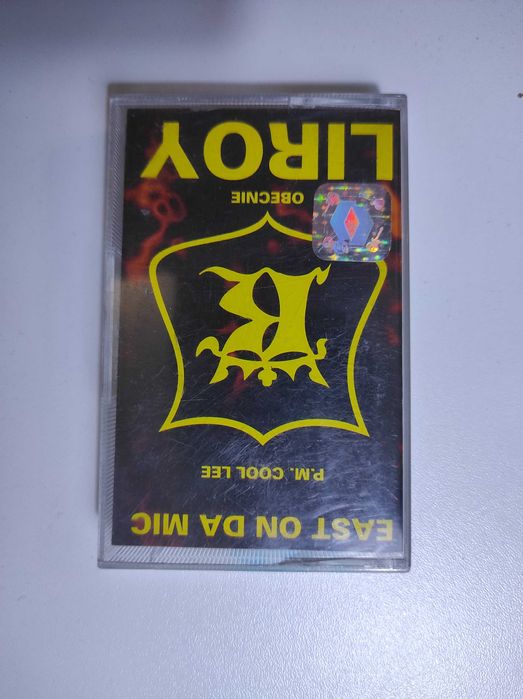 EAST ON DA MIC
P.M. COOL LEE
OBECNIE
LIROY